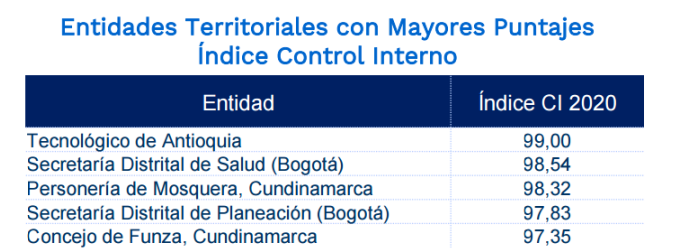 Entidades Territoriales con Mayores Puntajes
Índice Control Interno
Entidad Índice CI 2020
Tecnológico de Antioquia 99,00
Secretaría Distrital de Salud (Bogotá) 98,54
Personería de Mosquera, Cundinamarca 98,32
Secretaría Distrital de Planeación (Bogotá) 97,83
Concejo de Funza, Cundinamarca 97,35